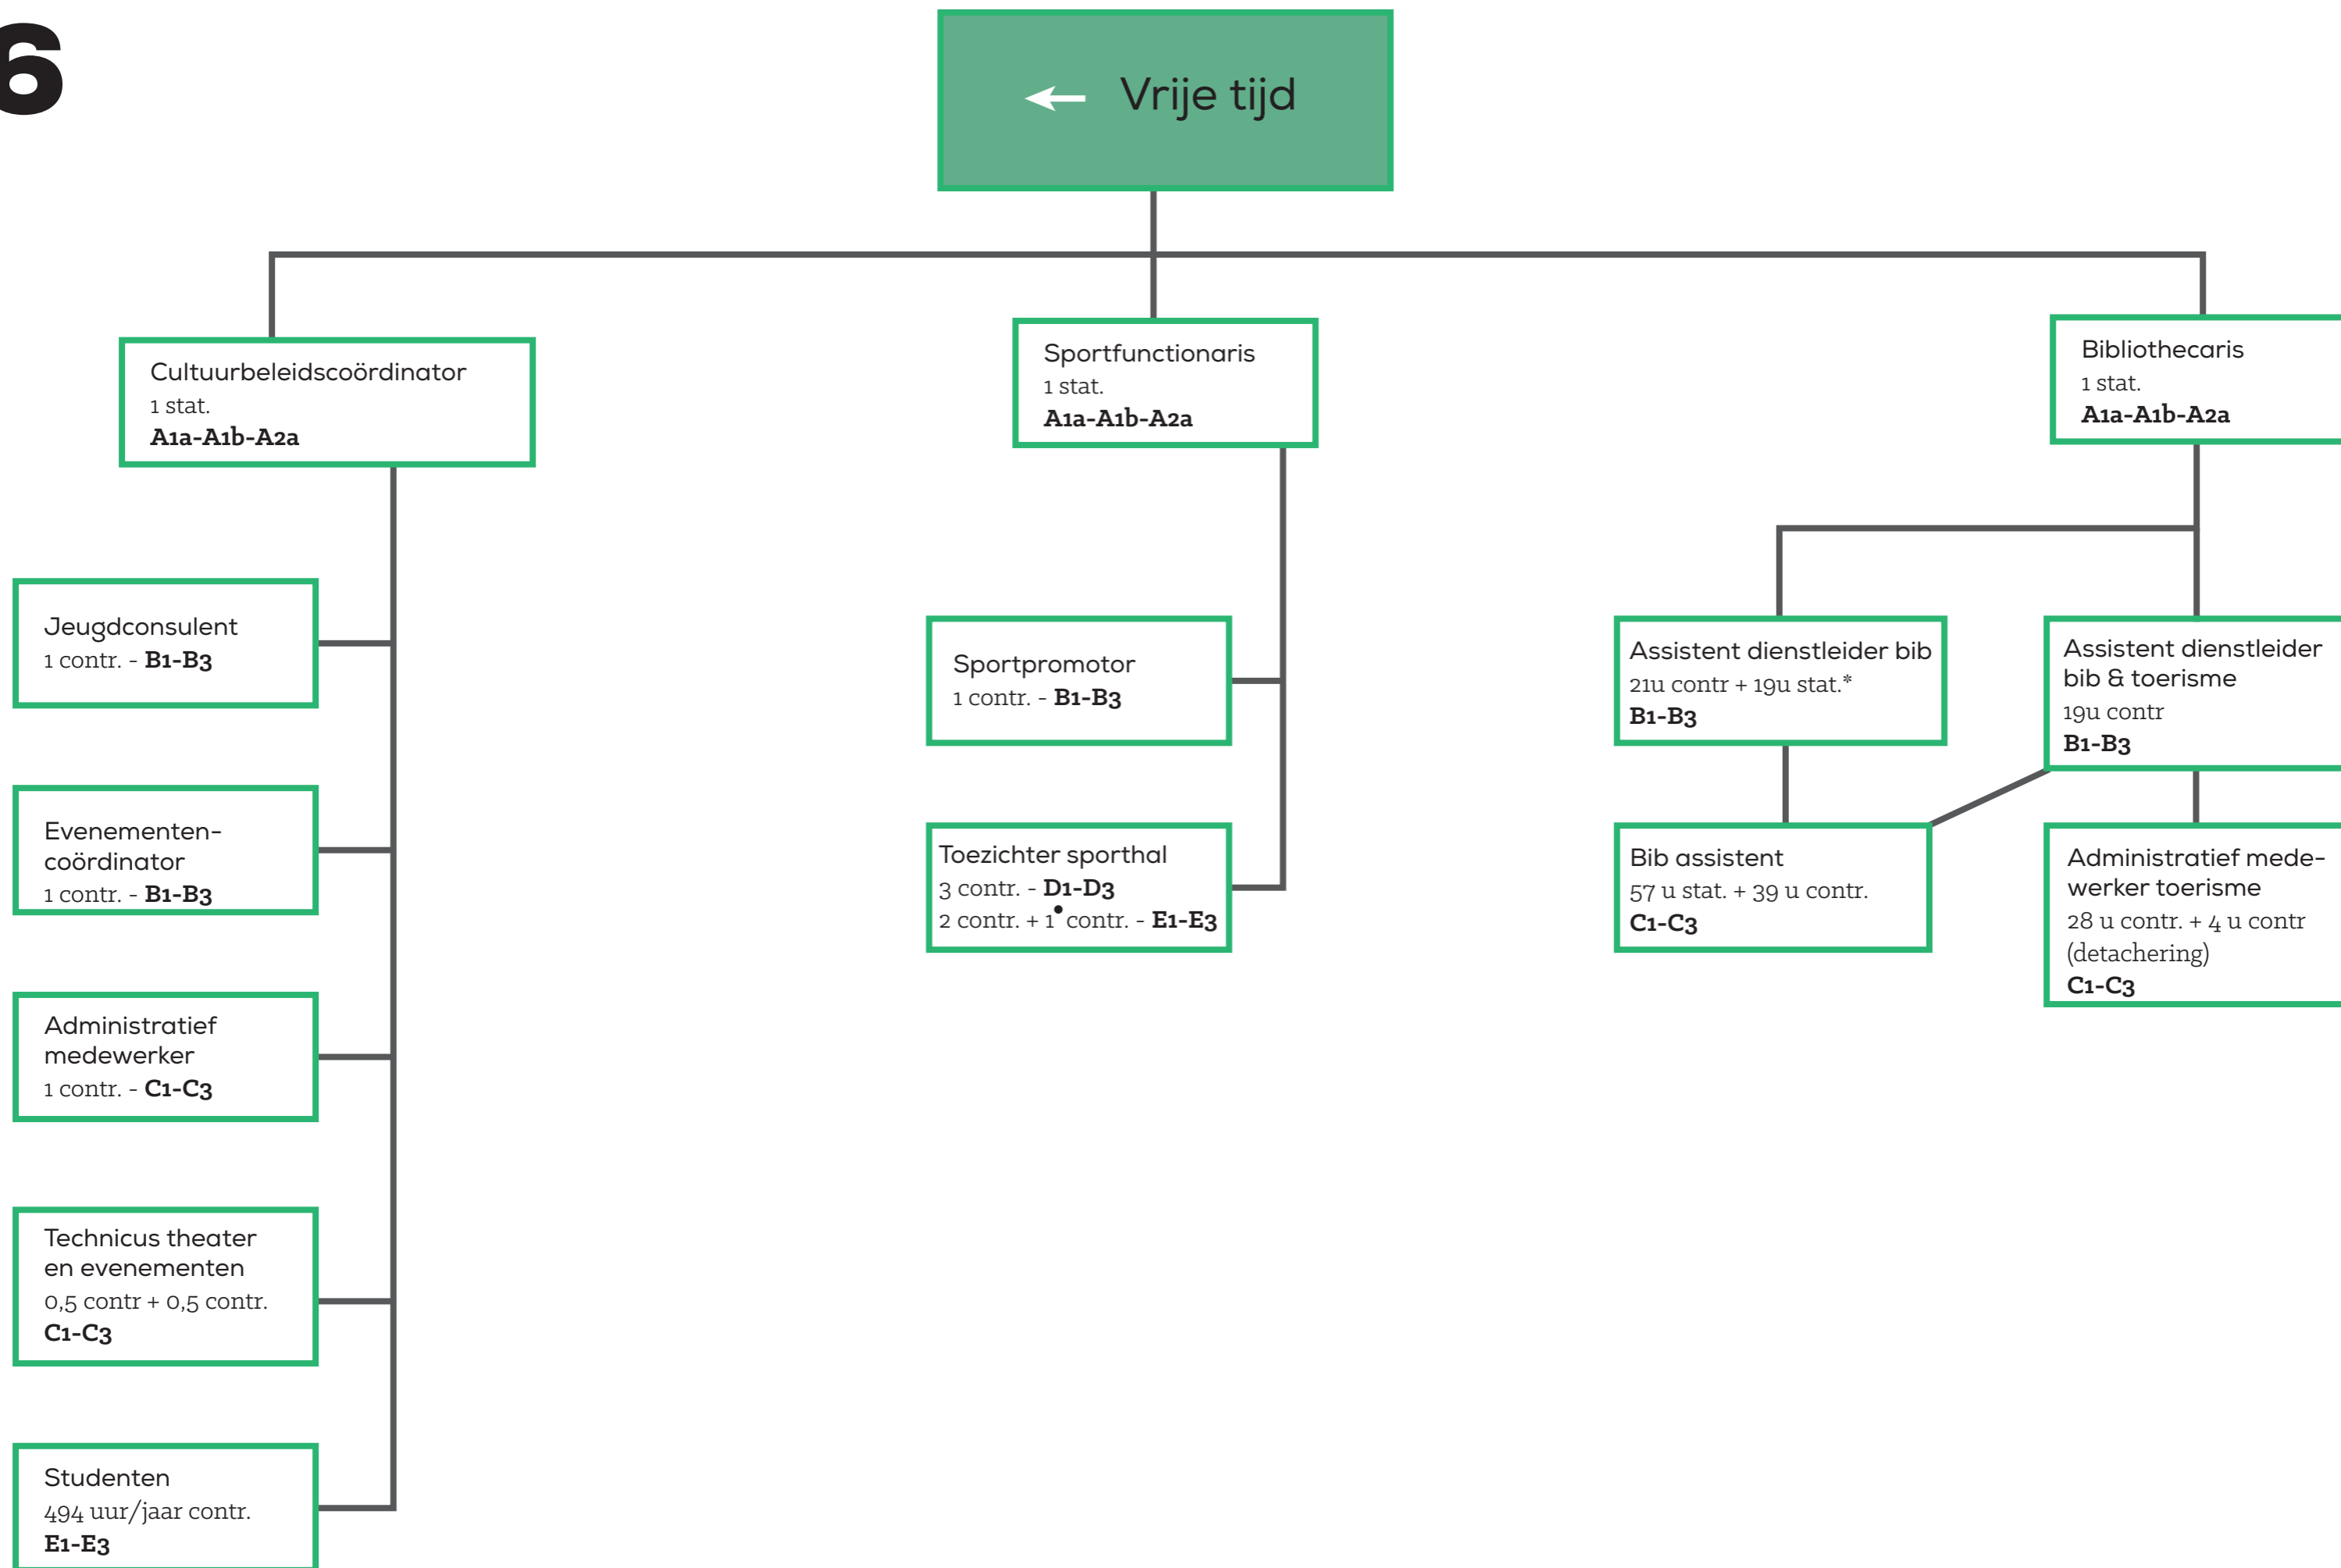 6
Vrije tijd
Cultuurbeleidscoördinator
1 stat.
A1a-A1b-A2a
Sportfunctionaris
1 stat.
A1a-A1b-A2a
Bibliothecaris
1 stat.
A1a-A1b-A2a
Jeugdconsulent
1 contr. - B1-B3
Evenementen-
coördinator
1 contr. - B1-B3
Administratief
medewerker
1 contr. - C1-C3
Technicus theater
en evenementen
0,5 contr + 0,5 contr.
C1-C3
Studenten
494 uur/jaar contr.
E1-E3
Sportpromotor
1 contr. - B1-B3
Toezichter sporthal
3 contr. - D1-D3
2 contr. + 1• contr. - E1-E3
Assistent dienstleider bib
21u contr + 19u stat.*
B1-B3
Assistent dienstleider
bib & toerisme
19u contr
B1-B3
Bib assistent
57 u stat. + 39 u contr.
C1-C3
Administratief mede-
werker toerisme
28 u contr. + 4 u contr
(detachering)
C1-C3